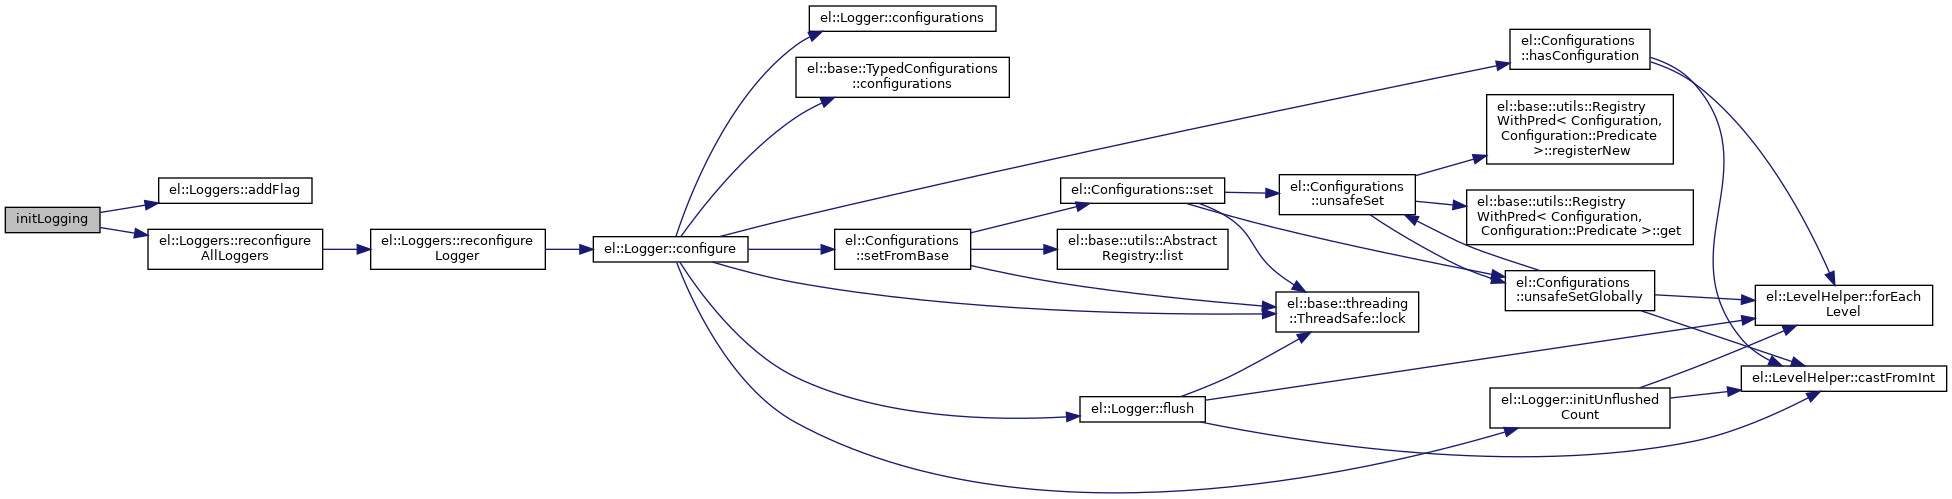 initLogging
el::Loggers::addFlag
el::Loggers::reconfigure
AllLoggers
el::Loggers::reconfigure
Logger
el::Logger::configure
el::Logger::configurations
el::base::TypedConfigurations
::configurations
el::Configurations
::setFromBase
el::Configurations::set
el::base::utils::Abstract
Registry::list
el::base::threading
::ThreadSafe::lock
el::Logger::flush
el::Configurations
::unsafeSet
el::Configurations
::hasConfiguration
el::base::utils::Registry
WithPred< Configuration,
Configuration::Predicate
>::registerNew
el::base::utils::Registry
WithPred< Configuration,
Configuration::Predicate >::get
el::Configurations
::unsafeSetGlobally
el::Logger::initUnflushed
Count
el::LevelHelper::forEach
Level
el::LevelHelper::castFromInt